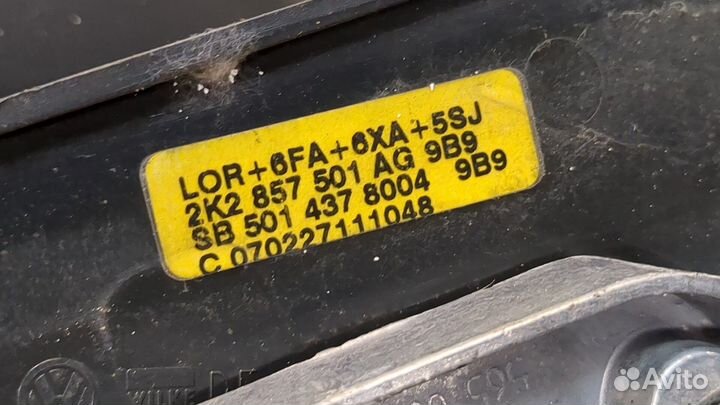 LOR+6FA+6XA+5SJ
2K2 857 501 AG 9B9
SB 501 437 8004 9B9
C 070227111048
Avito